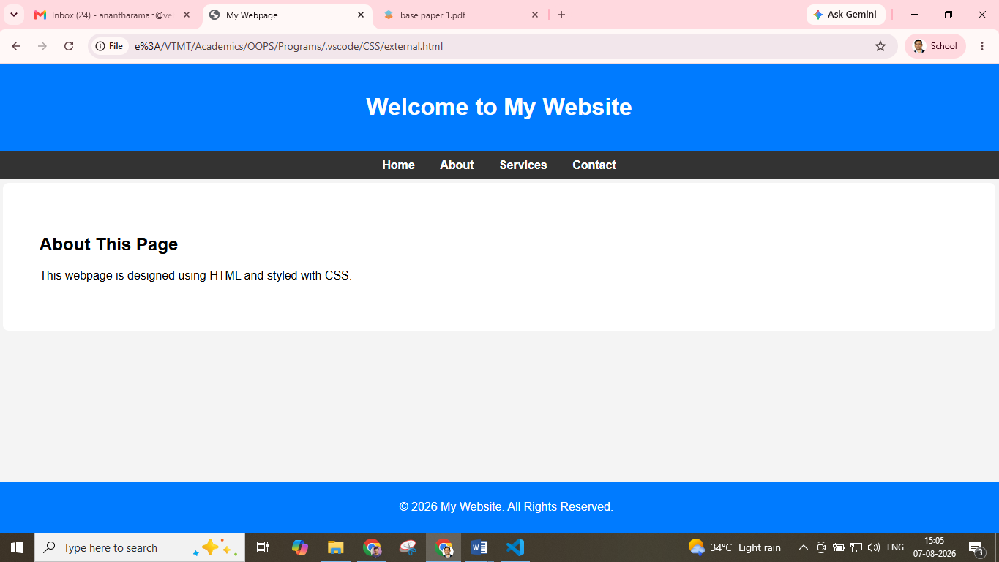 Inbox (24) - anantharaman@vel
My Webpage
base paper 1.pdf
Ask Gemini
File
e%3A/VTMT/Academics/OOPS/Programs/.vscode/CSS/external.html
School
Welcome to My Website
Home About Services Contact
About This Page
This webpage is designed using HTML and styled with CSS.
© 2026 My Website. All Rights Reserved.
Type here to search
34°C Light rain
ENG
15:05
07-08-2026
3